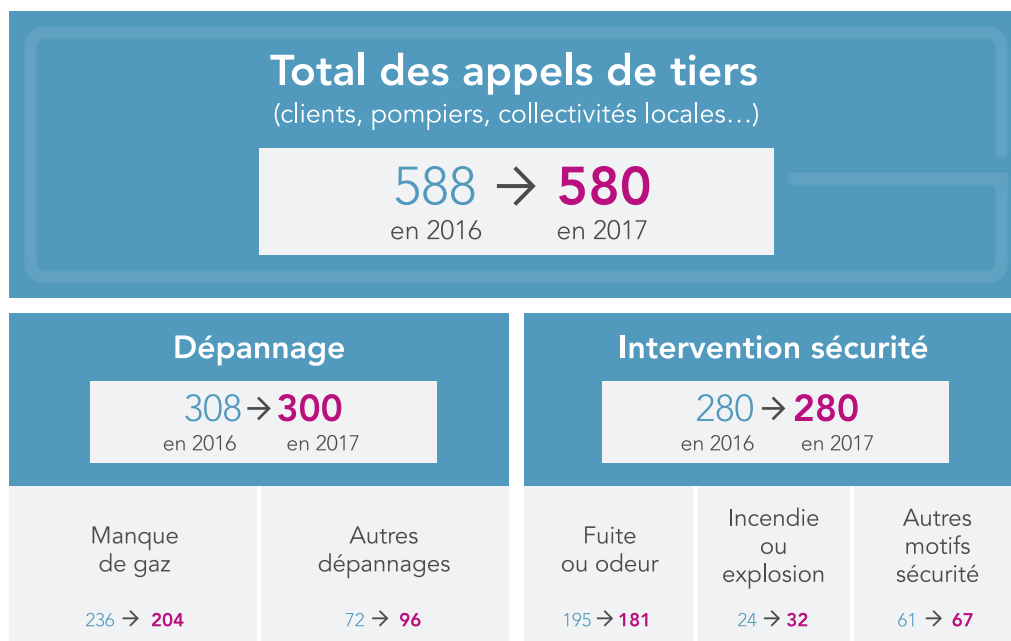 Total des appels de tiers
(clients, pompiers, collectivités locales…)
588 → 580
en 2016 en 2017
Dépannage
308 → 300
en 2016 en 2017
Manque
de gaz
236 → 204
Autres
dépannages
72 → 96
Intervention sécurité
280 → 280
en 2016 en 2017
Fuite
ou odeur
195 → 181
Incendie
ou
explosion
24 → 32
Autres
motifs
sécurité
61 → 67